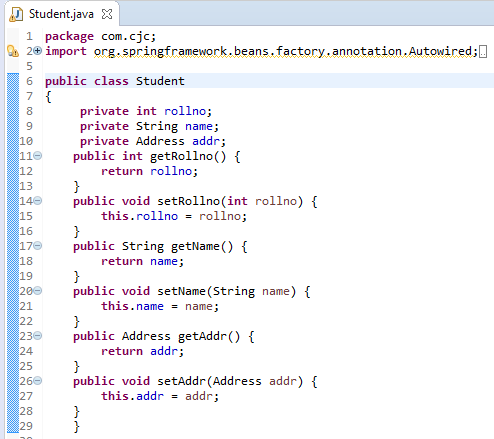 Student.java
1 package com.cjc;
2 import org.springframework.beans.factory.annotation.Autowired;
5
6 public class Student
7 {
8 private int rollno;
9 private String name;
10 private Address addr;
11 public int getRollno() {
12 return rollno;
13 }
14 public void setRollno(int rollno) {
15 this.rollno = rollno;
16 }
17 public String getName() {
18 return name;
19 }
20 public void setName(String name) {
21 this.name = name;
22 }
23 public Address getAddr() {
24 return addr;
25 }
26 public void setAddr(Address addr) {
27 this.addr = addr;
28 }
29 }